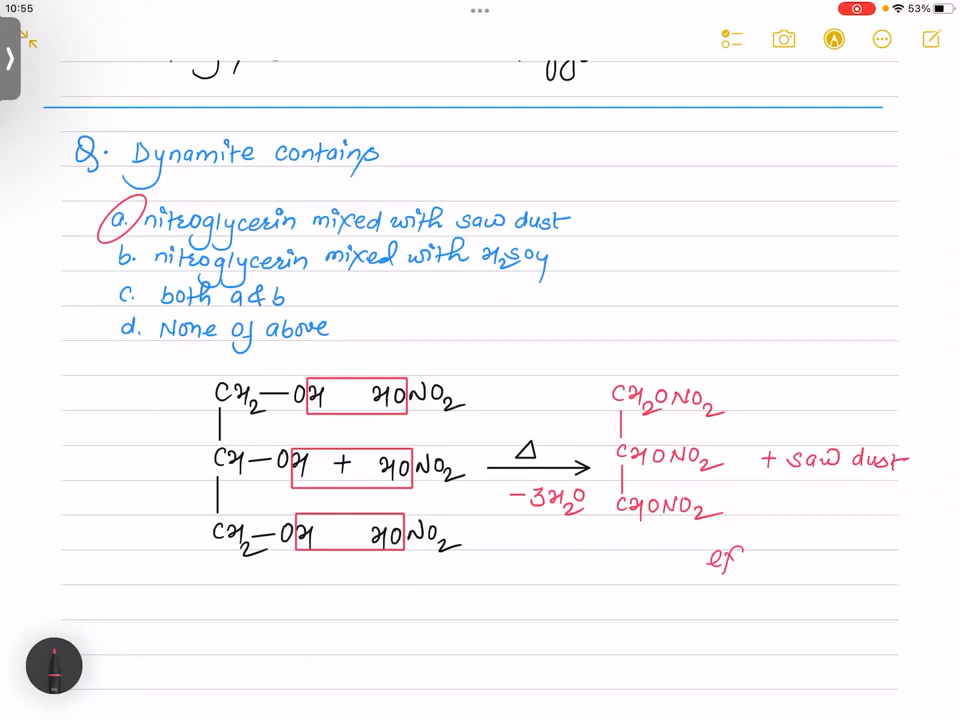 10:55
53%
Q. Dynamite contains
a. nitroglycerin mixed with saw dust
b. nitroglycerin mixed with H2SO4
c. both a & b
d. None of above
CH2—OH HONO2
CH—OH + HONO2
CH2—OH HONO2
Δ
-3H2O
CH2ONO2
CHONO2 + saw dust
CHONO2
ex